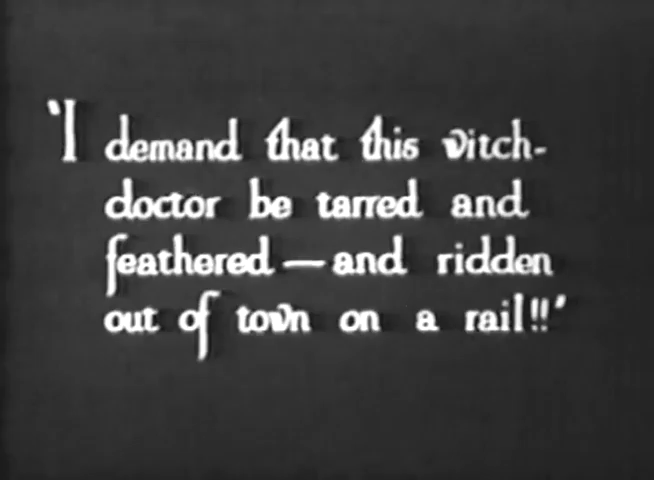 'I demand that this witch-
doctor be tarred and
feathered — and ridden
out of town on a rail!!'